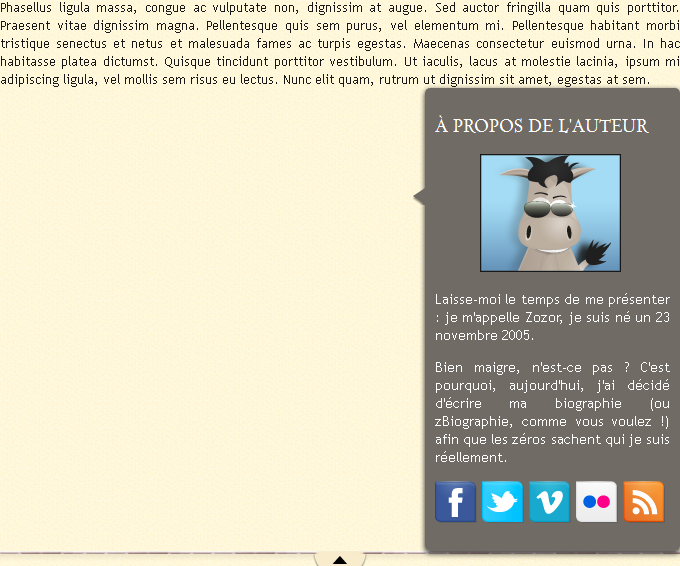 Phasellus ligula massa, congue ac vulputate non, dignissim at augue. Sed auctor fringilla quam quis porttitor.
Praesent vitae dignissim magna. Pellentesque quis sem purus, vel elementum mi. Pellentesque habitant morbi
tristique senectus et netus et malesuada fames ac turpis egestas. Maecenas consectetur euismod urna. In hac
habitasse platea dictumst. Quisque tincidunt porttitor vestibulum. Ut iaculis, lacus at molestie lacinia, ipsum mi
adipiscing ligula, vel mollis sem risus eu lectus. Nunc elit quam, rutrum ut dignissim sit amet, egestas at sem.
À PROPOS DE L'AUTEUR
Laisse-moi le temps de me présenter
: je m'appelle Zozor, je suis né un 23
novembre 2005.
Bien maigre, n'est-ce pas ? C'est
pourquoi, aujourd'hui, j'ai décidé
d'écrire ma biographie (ou
zBiographie, comme vous voulez !)
afin que les zéros sachent qui je suis
réellement.